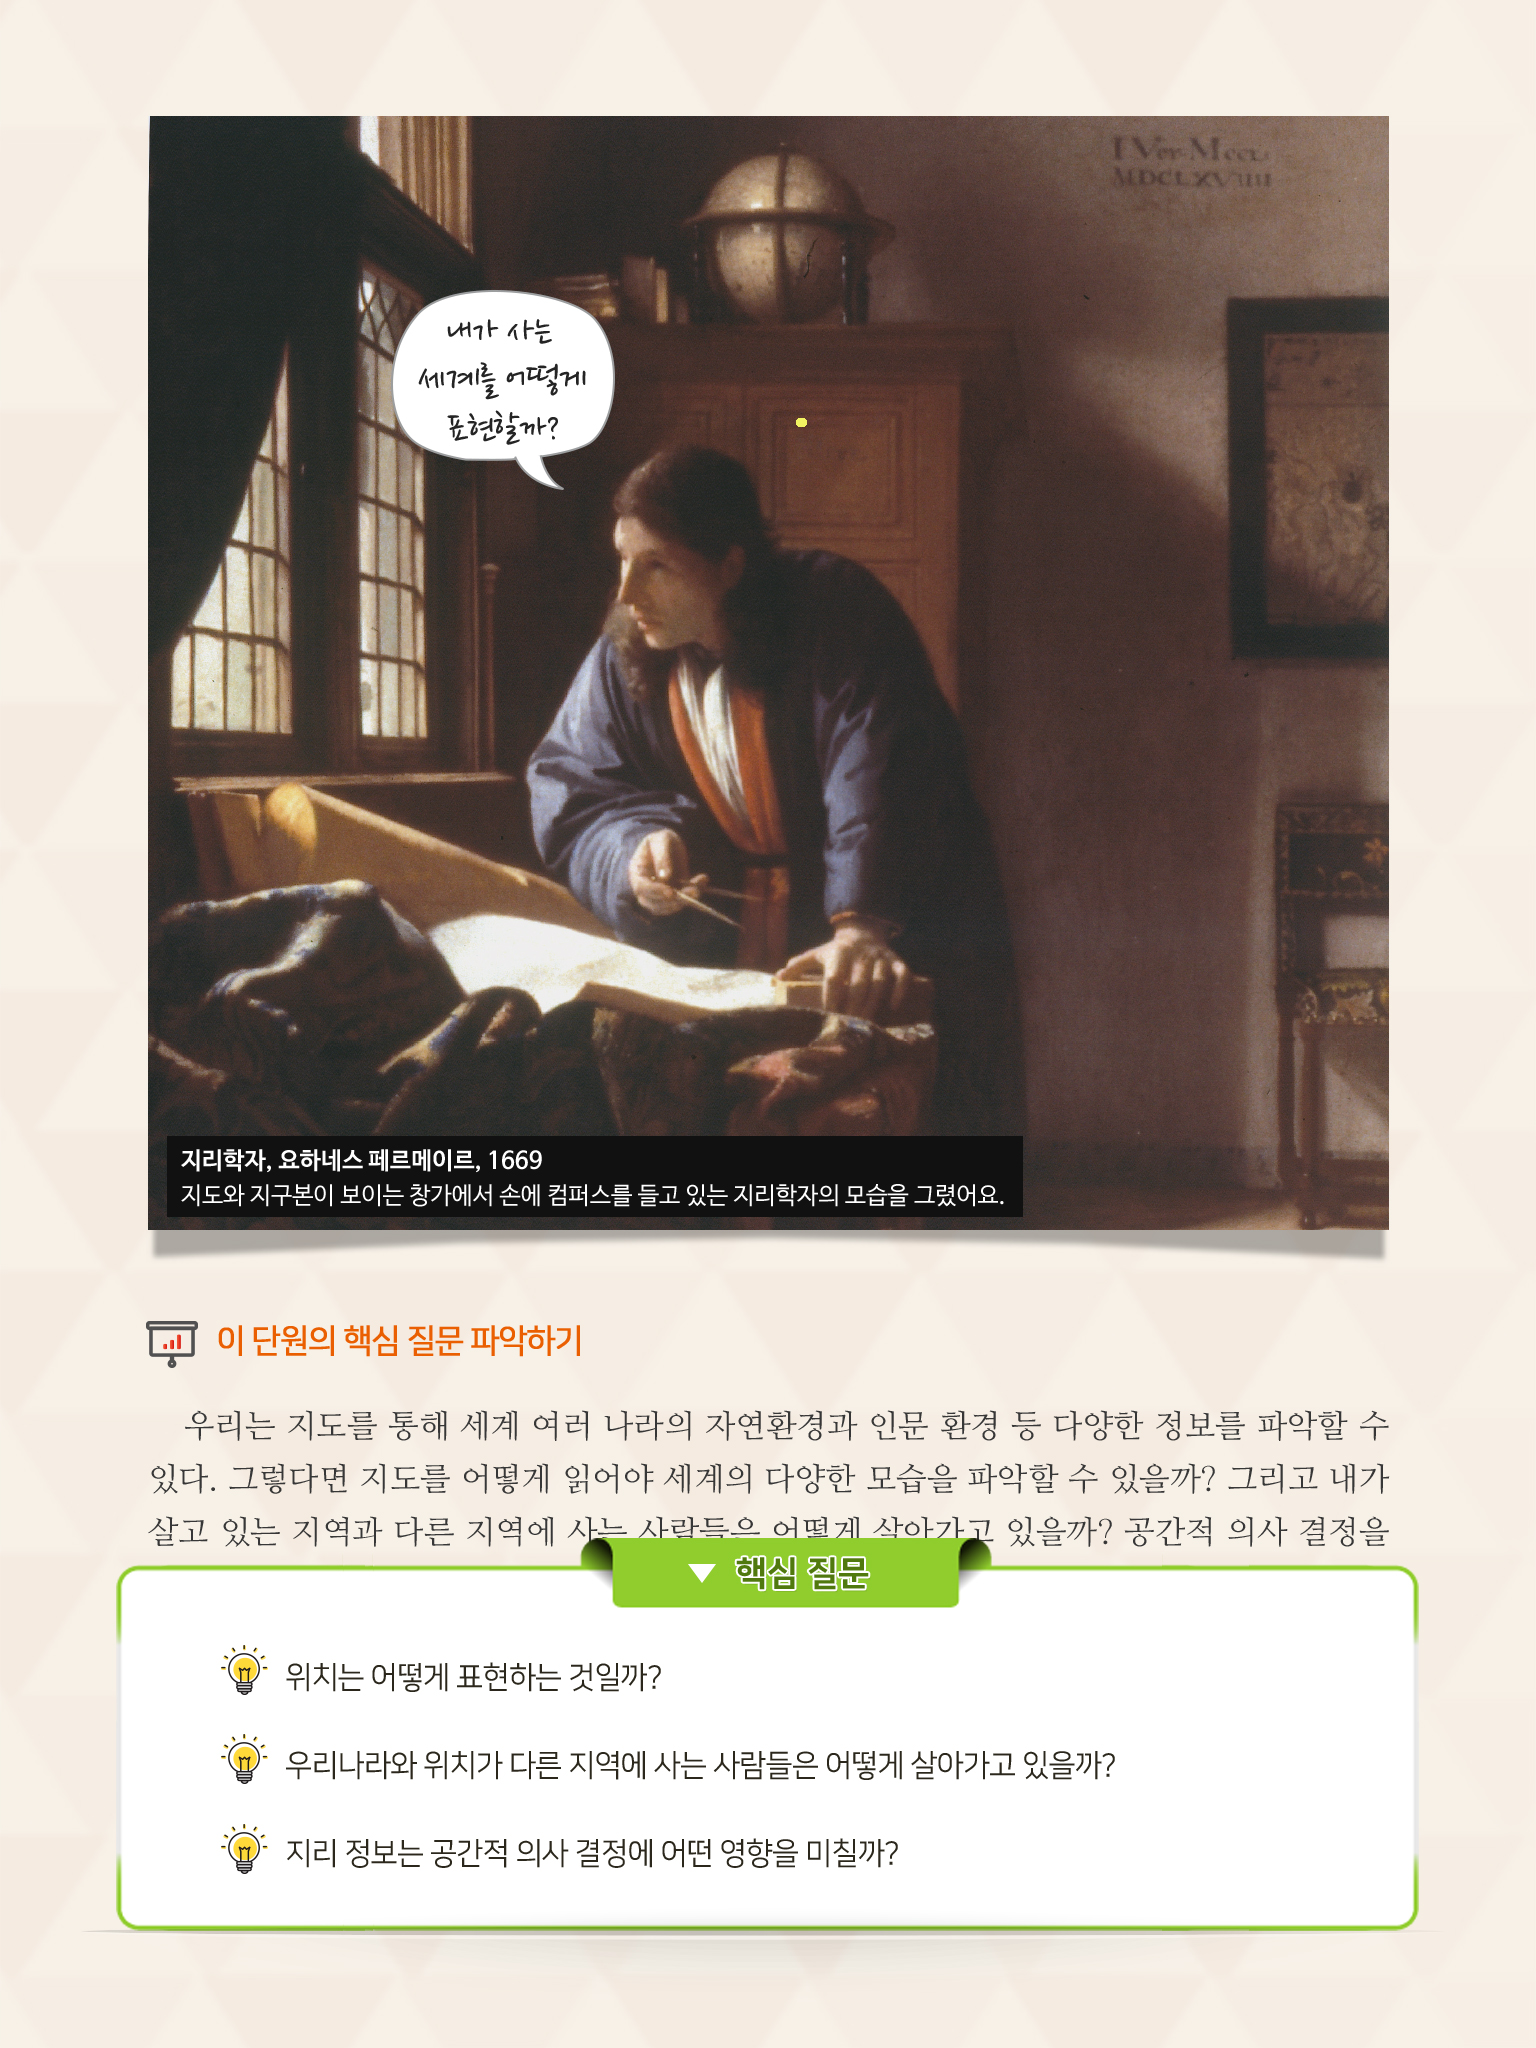 I Ver. Meer.
MDCLXVIIII
내가 사는
세계를 어떻게
표현할까?
지리학자, 요하네스 페르메이르, 1669
지도와 지구본이 보이는 창가에서 손에 컴퍼스를 들고 있는 지리학자의 모습을 그렸어요.
이 단원의 핵심 질문 파악하기
우리는 지도를 통해 세계 여러 나라의 자연환경과 인문 환경 등 다양한 정보를 파악할 수
있다. 그렇다면 지도를 어떻게 읽어야 세계의 다양한 모습을 파악할 수 있을까? 그리고 내가
살고 있는 지역과 다른 지역에 사는 사람들은 어떻게 살아가고 있을까? 공간적 의사 결정을
핵심 질문
위치는 어떻게 표현하는 것일까?
우리나라와 위치가 다른 지역에 사는 사람들은 어떻게 살아가고 있을까?
지리 정보는 공간적 의사 결정에 어떤 영향을 미칠까?